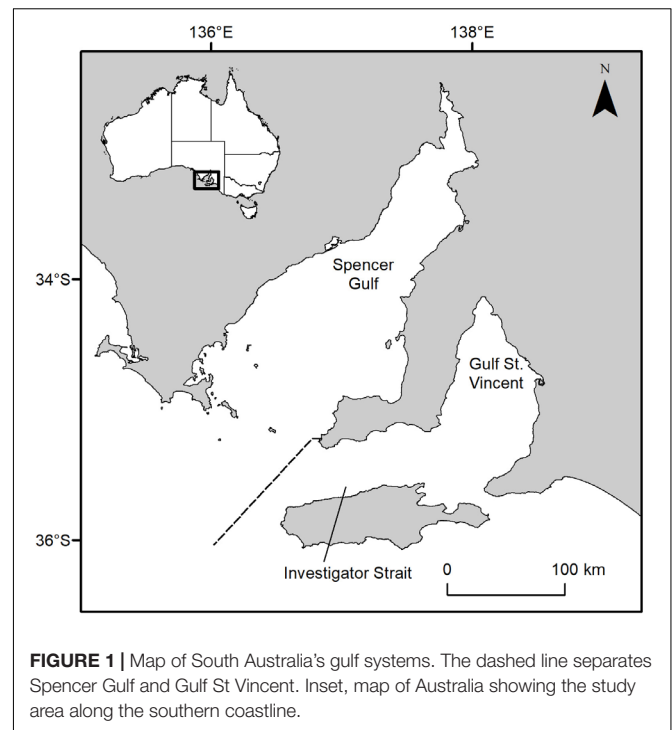 136°E 138°E
N
34°S
Spencer
Gulf
Gulf St.
Vincent
36°S
Investigator Strait
0 100 km
FIGURE 1 | Map of South Australia's gulf systems. The dashed line separates
Spencer Gulf and Gulf St Vincent. Inset, map of Australia showing the study
area along the southern coastline.